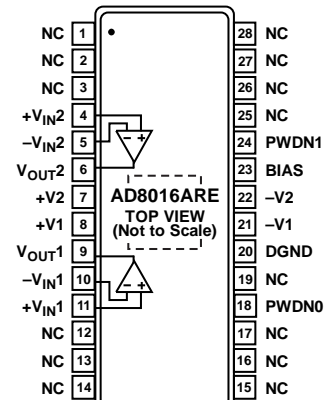 NC 1
NC 2
NC 3
+VIN2 4
−VIN2 5
VOUT2 6
+V2 7
+V1 8
VOUT1 9
−VIN1 10
+VIN1 11
NC 12
NC 13
NC 14
− +
AD8016ARE
TOP VIEW
(Not to Scale)
− +
28 NC
27 NC
26 NC
25 NC
24 PWDN1
23 BIAS
22 −V2
21 −V1
20 DGND
19 NC
18 PWDN0
17 NC
16 NC
15 NC